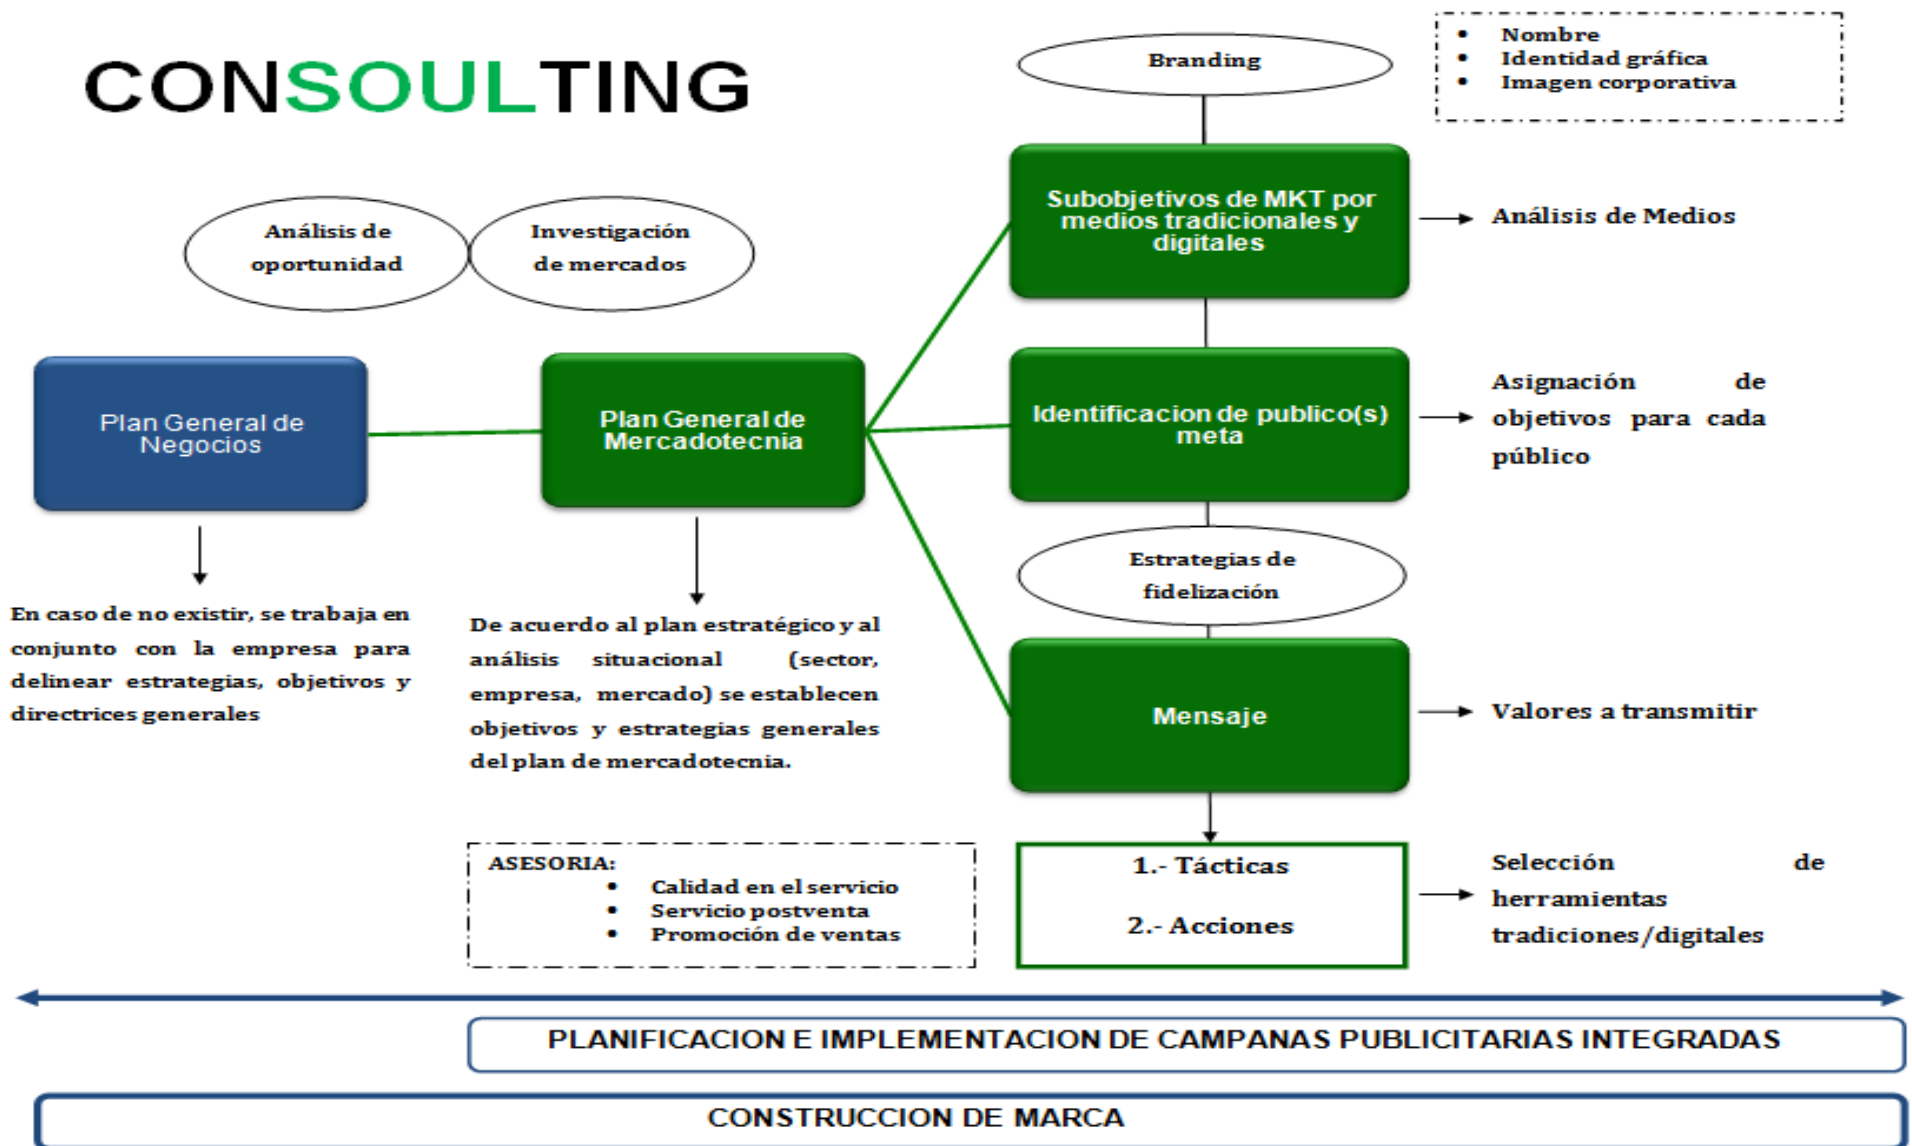 CONSOULTING
Branding
• Nombre
• Identidad gráfica
• Imagen corporativa
Análisis de
oportunidad
Investigación
de mercados
Subobjetivos de MKT por
medios tradicionales y
digitales
Análisis de Medios
Plan General de
Negocios
Plan General de
Mercadotecnia
Identificacion de publico(s)
meta
Asignación de
objetivos para cada
público
Estrategias de
fidelización
En caso de no existir, se trabaja en
conjunto con la empresa para
delinear estrategias, objetivos y
directrices generales
De acuerdo al plan estratégico y al
análisis situacional (sector,
empresa, mercado) se establecen
objetivos y estrategias generales
del plan de mercadotecnia.
Mensaje
Valores a transmitir
ASESORIA:
• Calidad en el servicio
• Servicio postventa
• Promoción de ventas
1.- Tácticas
2.- Acciones
Selección de
herramientas
tradiciones/digitales
PLANIFICACION E IMPLEMENTACION DE CAMPANAS PUBLICITARIAS INTEGRADAS
CONSTRUCCION DE MARCA